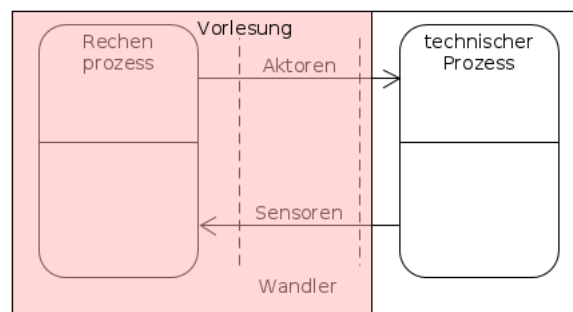 Vorlesung
Rechen
prozess
Aktoren
technischer
Prozess
Sensoren
Wandler